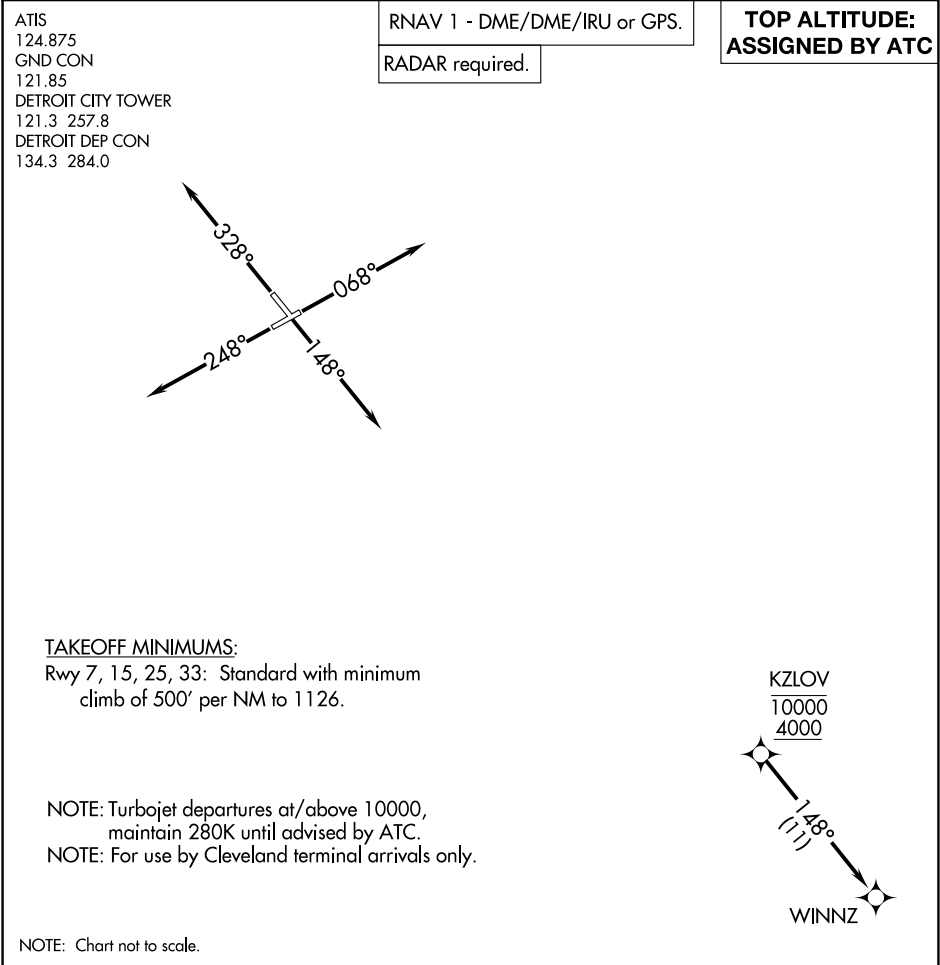 ATIS
124.875
GND CON
121.85
DETROIT CITY TOWER
121.3 257.8
DETROIT DEP CON
134.3 284.0
RNAV 1 - DME/DME/IRU or GPS.
RADAR required.
TOP ALTITUDE:
ASSIGNED BY ATC
328°
068°
248°
148°
TAKEOFF MINIMUMS:
Rwy 7, 15, 25, 33: Standard with minimum
climb of 500' per NM to 1126.
NOTE: Turbojet departures at/above 10000,
maintain 280K until advised by ATC.
NOTE: For use by Cleveland terminal arrivals only.
KZLOV
10000
4000
148°
(11)
WINNZ
NOTE: Chart not to scale.